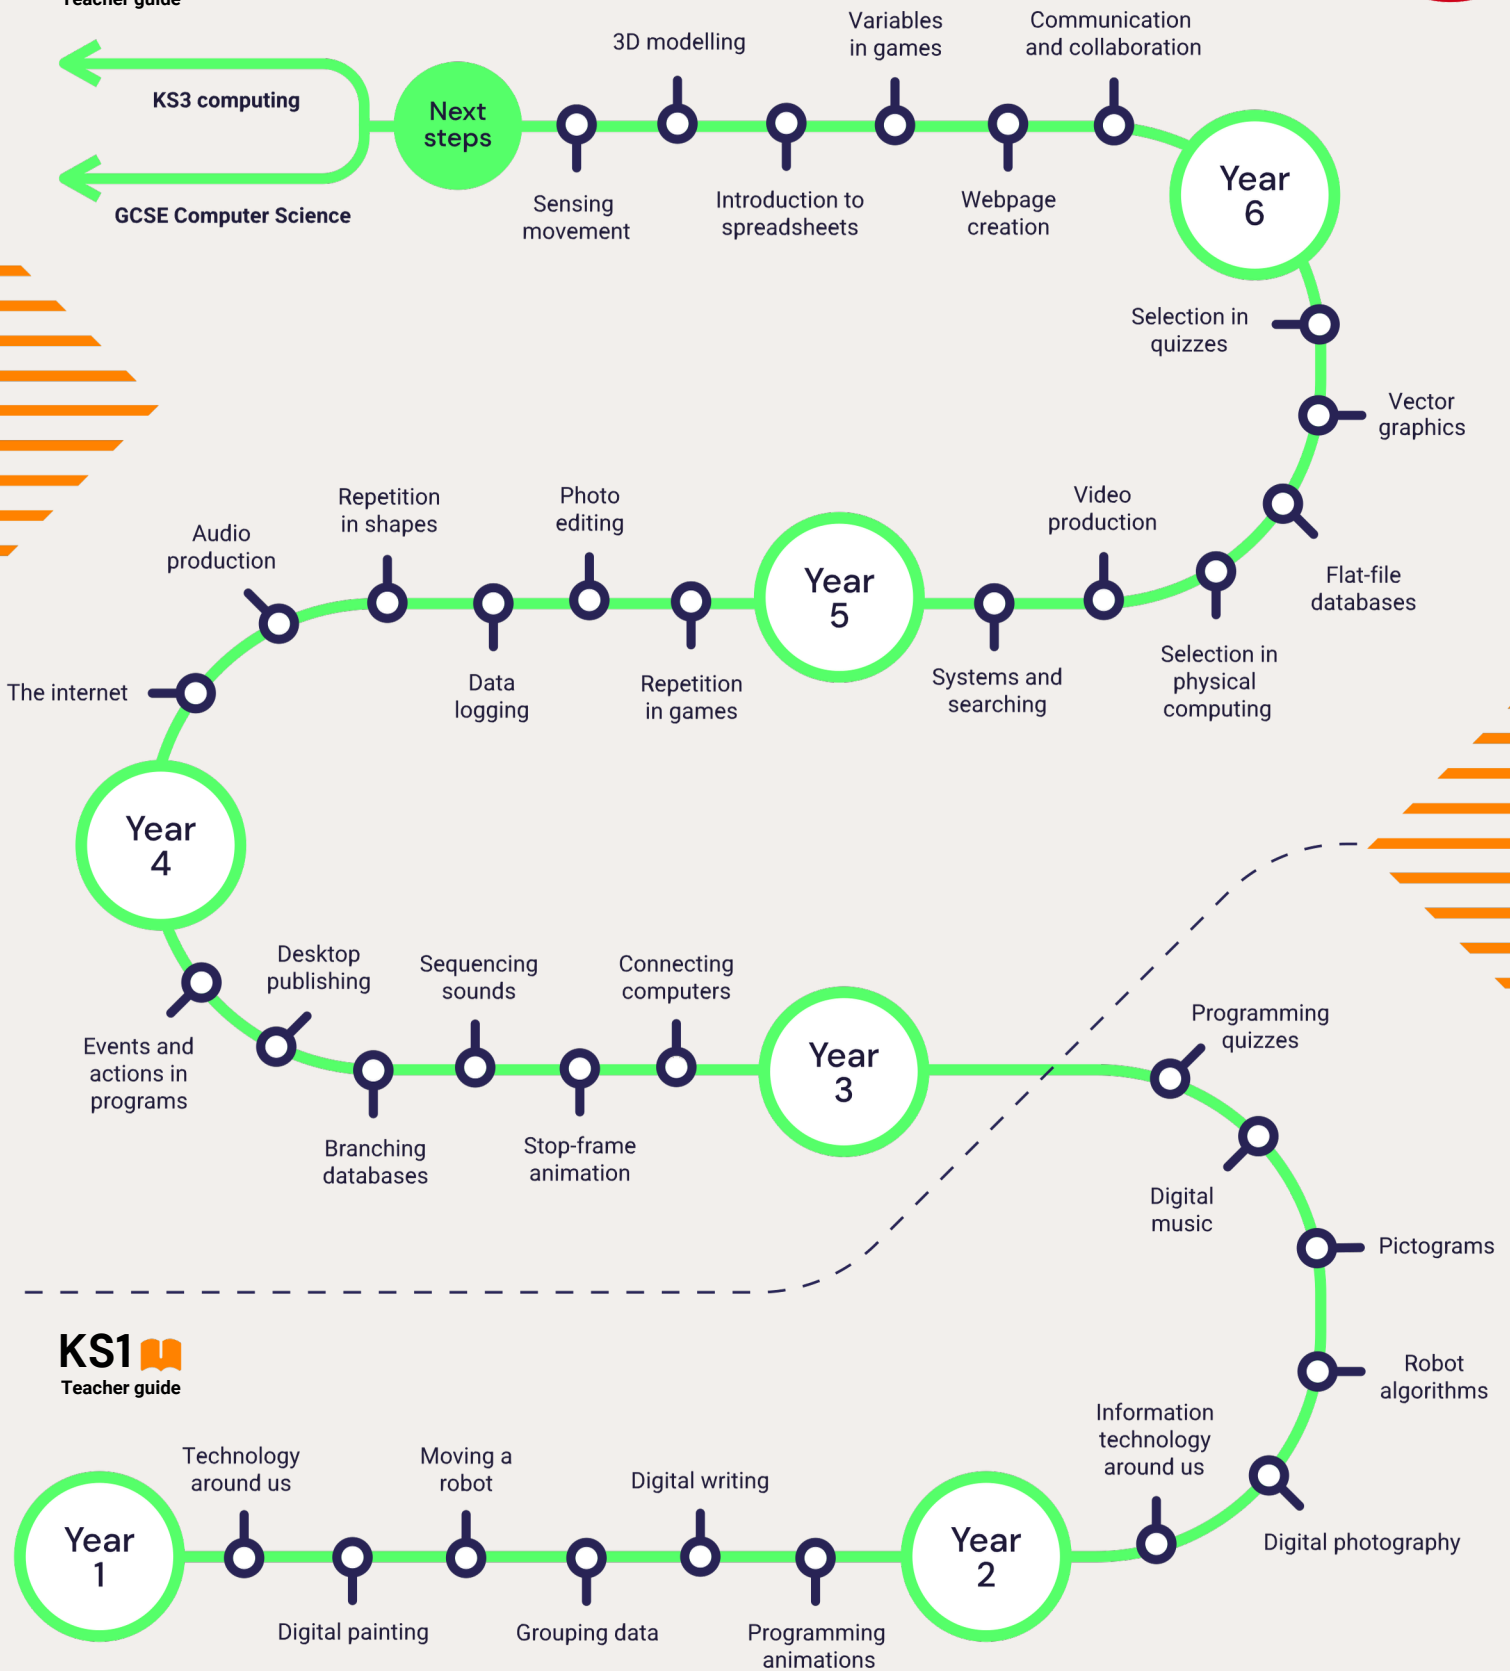 Teacher guide
Variables
in games
Communication
and collaboration
3D modelling
KS3 computing
Next
steps
GCSE Computer Science
Sensing
movement
Introduction to
spreadsheets
Webpage
creation
Year
6
Selection in
quizzes
Vector
graphics
Flat-file
databases
Selection in
physical
computing
Video
production
Systems and
searching
Year
5
Repetition
in games
Photo
editing
Data
logging
Repetition
in shapes
Audio
production
The internet
Year
4
Events and
actions in
programs
Desktop
publishing
Branching
databases
Sequencing
sounds
Stop-frame
animation
Connecting
computers
Year
3
Programming
quizzes
Digital
music
Pictograms
Robot
algorithms
Digital photography
Information
technology
around us
KS1
Teacher guide
Year
1
Technology
around us
Digital painting
Moving a
robot
Grouping data
Digital writing
Programming
animations
Year
2